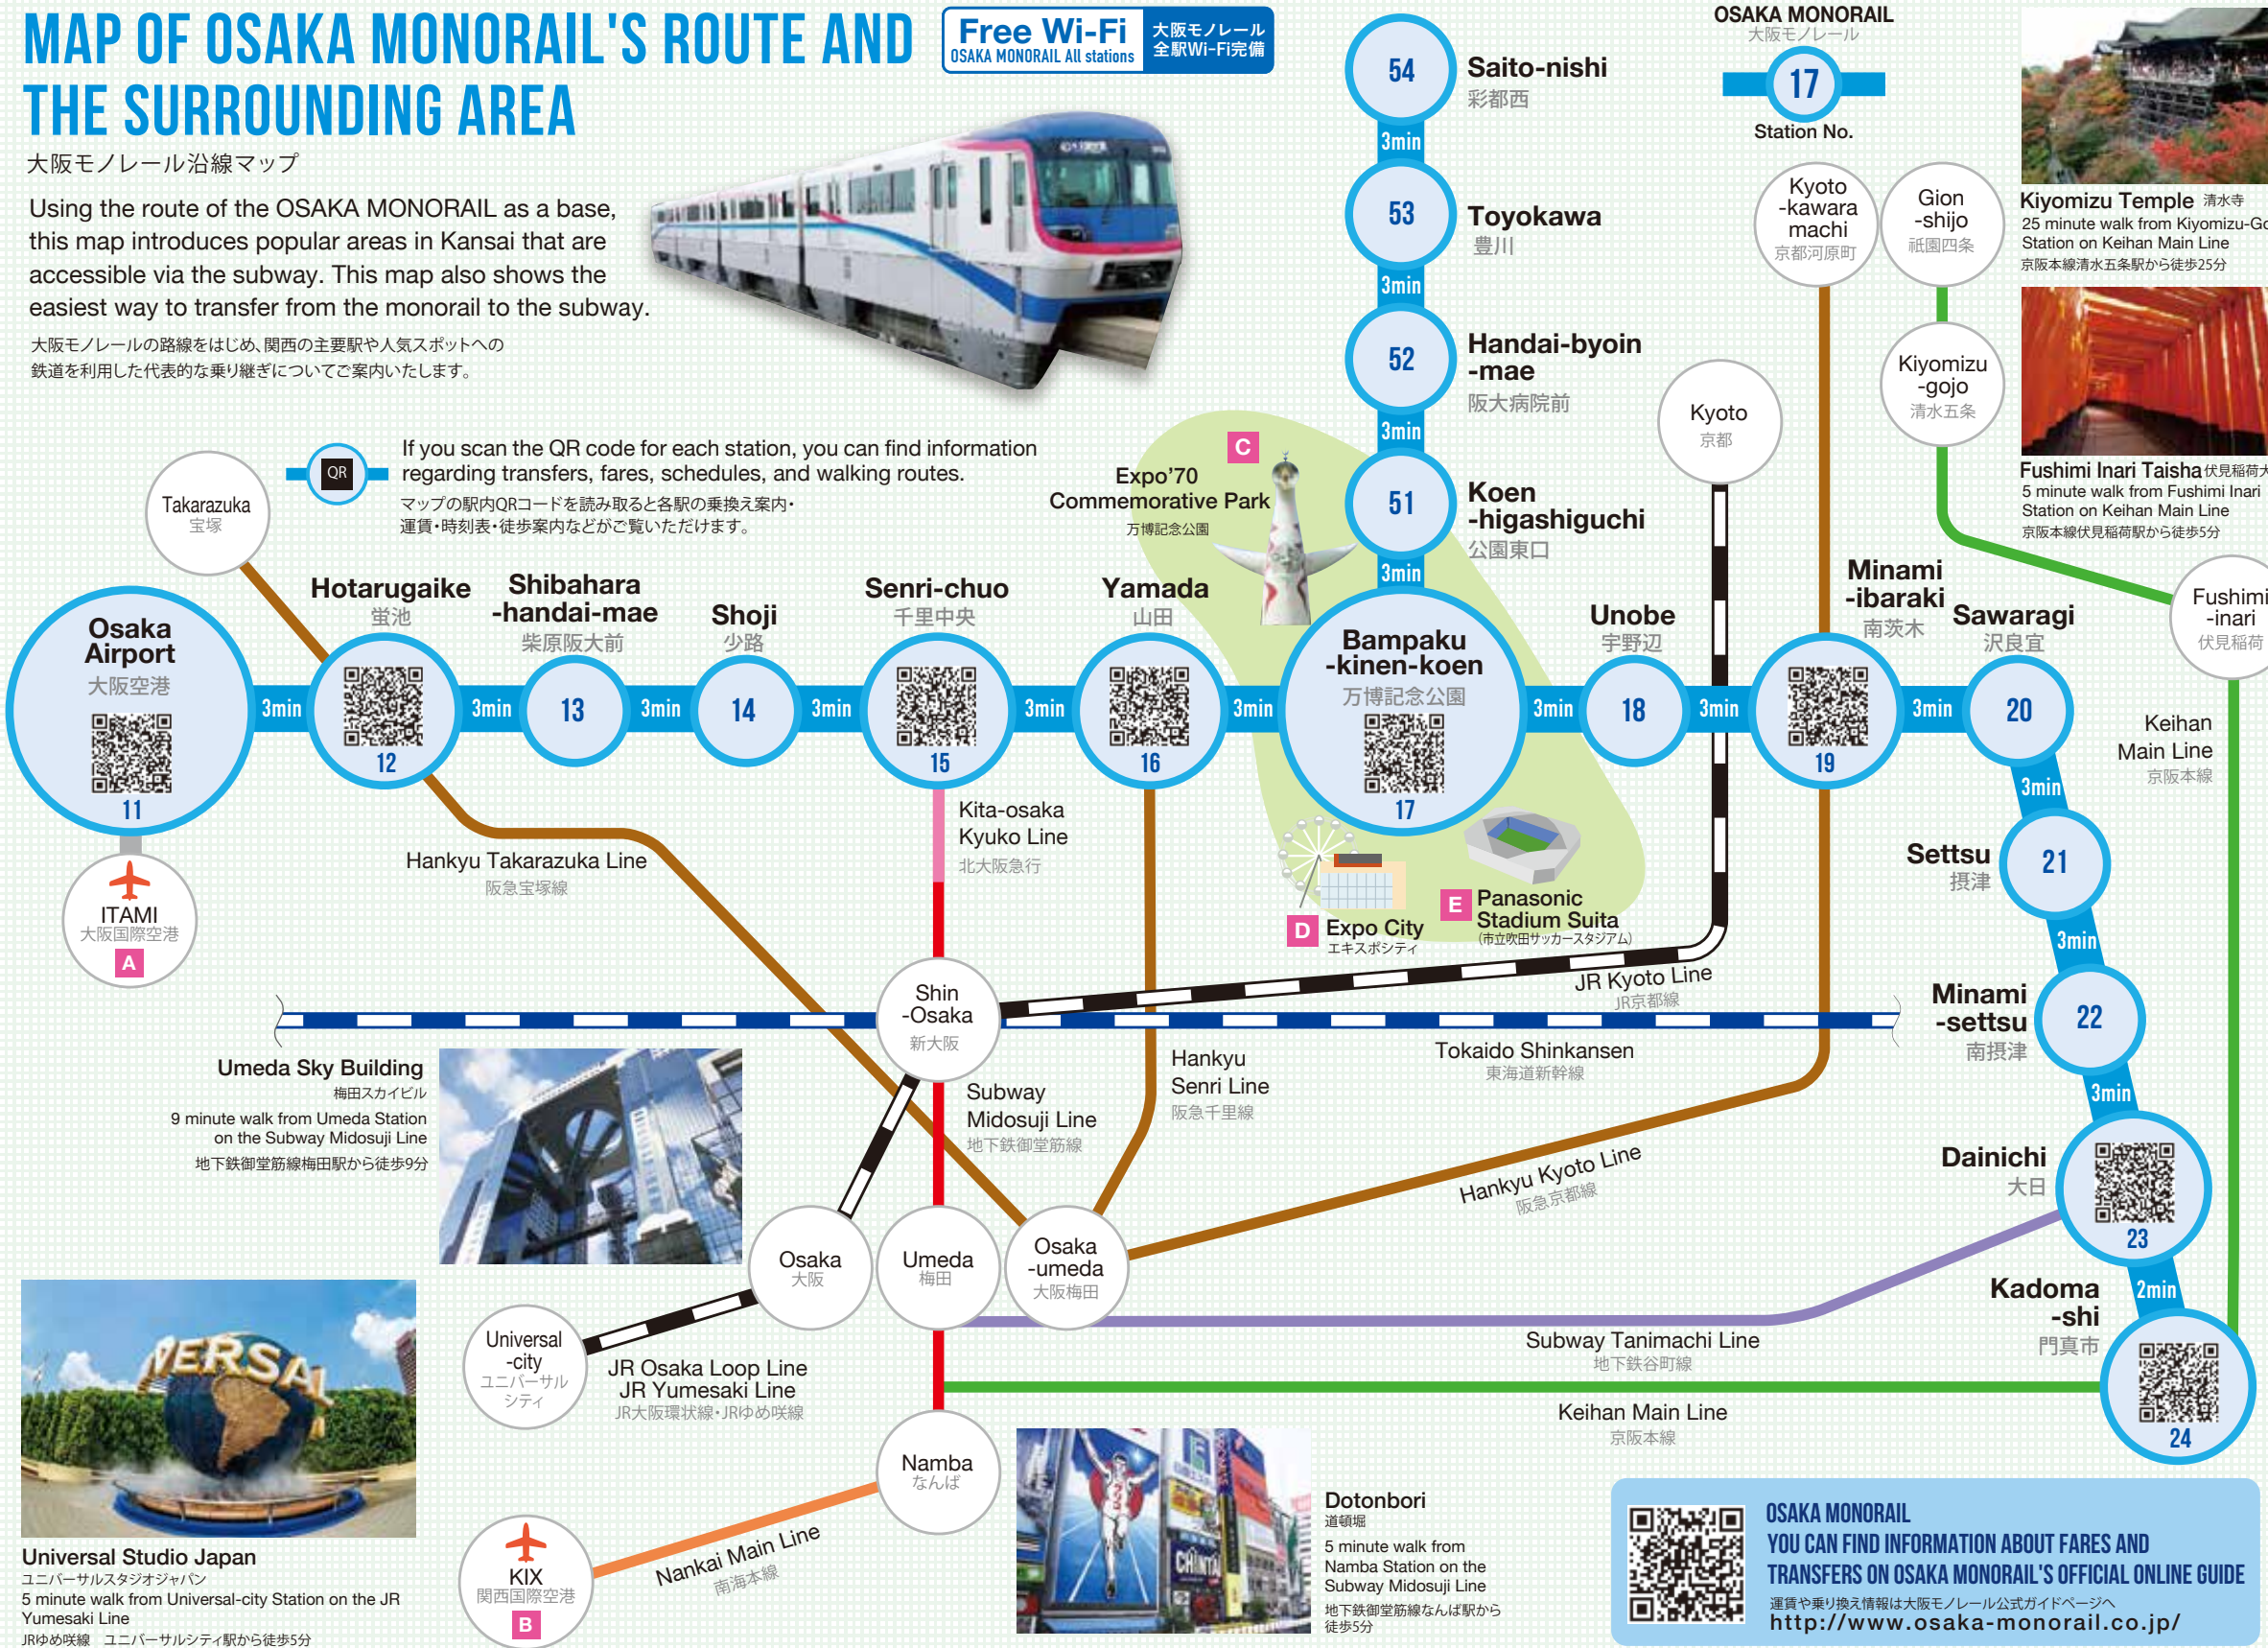 MAP OF OSAKA MONORAIL'S ROUTE AND
THE SURROUNDING AREA
大阪モノレール沿線マップ
Free Wi-Fi
OSAKA MONORAIL All stations
大阪モノレール
全駅Wi-Fi完備
Using the route of the OSAKA MONORAIL as a base,
this map introduces popular areas in Kansai that are
accessible via the subway. This map also shows the
easiest way to transfer from the monorail to the subway.
大阪モノレールの路線をはじめ、関西の主要駅や人気スポットへの
鉄道を利用した代表的な乗り継ぎについてご案内いたします。
QR
If you scan the QR code for each station, you can find information
regarding transfers, fares, schedules, and walking routes.
マップの駅内QRコードを読み取ると各駅の乗換え案内・
運賃・時刻表・徒歩案内などがご覧いただけます。
OSAKA MONORAIL
大阪モノレール
17
Station No.
54
Saito-nishi
彩都西
3min
53
Toyokawa
豊川
3min
52
Handai-byoin
-mae
阪大病院前
3min
51
Koen
-higashiguchi
公園東口
3min
Kyoto
-kawara
machi
京都河原町
Gion
-shijo
祇園四条
Kiyomizu
-gojo
清水五条
Kyoto
京都
Kiyomizu Temple 清水寺
25 minute walk from Kiyomizu-Go
Station on Keihan Main Line
京阪本線清水五条駅から徒歩25分
Fushimi Inari Taisha 伏見稲荷大
5 minute walk from Fushimi Inari
Station on Keihan Main Line
京阪本線伏見稲荷駅から徒歩5分
Fushimi
-inari
伏見稲荷
Keihan
Main Line
京阪本線
C
Expo'70
Commemorative Park
万博記念公園
Takarazuka
宝塚
Osaka
Airport
大阪空港
11
3min
Hotarugaike
蛍池
12
3min
Shibahara
-handai-mae
柴原阪大前
13
3min
Shoji
少路
14
3min
Senri-chuo
千里中央
15
3min
Yamada
山田
16
3min
Bampaku
-kinen-koen
万博記念公園
17
3min
Unobe
宇野辺
18
3min
Minami
-ibaraki
南茨木
19
3min
Sawaragi
沢良宜
20
3min
Settsu
摂津
21
3min
Minami
-settsu
南摂津
22
3min
Dainichi
大日
23
2min
Kadoma
-shi
門真市
24
ITAMI
大阪国際空港
A
Hankyu Takarazuka Line
阪急宝塚線
Kita-osaka
Kyuko Line
北大阪急行
D
Expo City
エキスポシティ
E
Panasonic
Stadium Suita
（市立吹田サッカースタジアム）
JR Kyoto Line
JR京都線
Shin
-Osaka
新大阪
Tokaido Shinkansen
東海道新幹線
Umeda Sky Building
梅田スカイビル
9 minute walk from Umeda Station
on the Subway Midosuji Line
地下鉄御堂筋線梅田駅から徒歩9分
Subway
Midosuji Line
地下鉄御堂筋線
Hankyu
Senri Line
阪急千里線
Hankyu Kyoto Line
阪急京都線
Osaka
大阪
Umeda
梅田
Osaka
-umeda
大阪梅田
Subway Tanimachi Line
地下鉄谷町線
Keihan Main Line
京阪本線
Universal
-city
ユニバーサル
シティ
JR Osaka Loop Line
JR Yumesaki Line
JR大阪環状線・JRゆめ咲線
VERSAL
Universal Studio Japan
ユニバーサルスタジオジャパン
5 minute walk from Universal-city Station on the JR
Yumesaki Line
JRゆめ咲線　ユニバーサルシティ駅から徒歩5分
Namba
なんば
Nankai Main Line
南海本線
KIX
関西国際空港
B
Dotonbori
道頓堀
5 minute walk from
Namba Station on the
Subway Midosuji Line
地下鉄御堂筋線なんば駅から
徒歩5分
OSAKA MONORAIL
YOU CAN FIND INFORMATION ABOUT FARES AND
TRANSFERS ON OSAKA MONORAIL'S OFFICIAL ONLINE GUIDE
運賃や乗り換え情報は大阪モノレール公式ガイドページへ
http://www.osaka-monorail.co.jp/